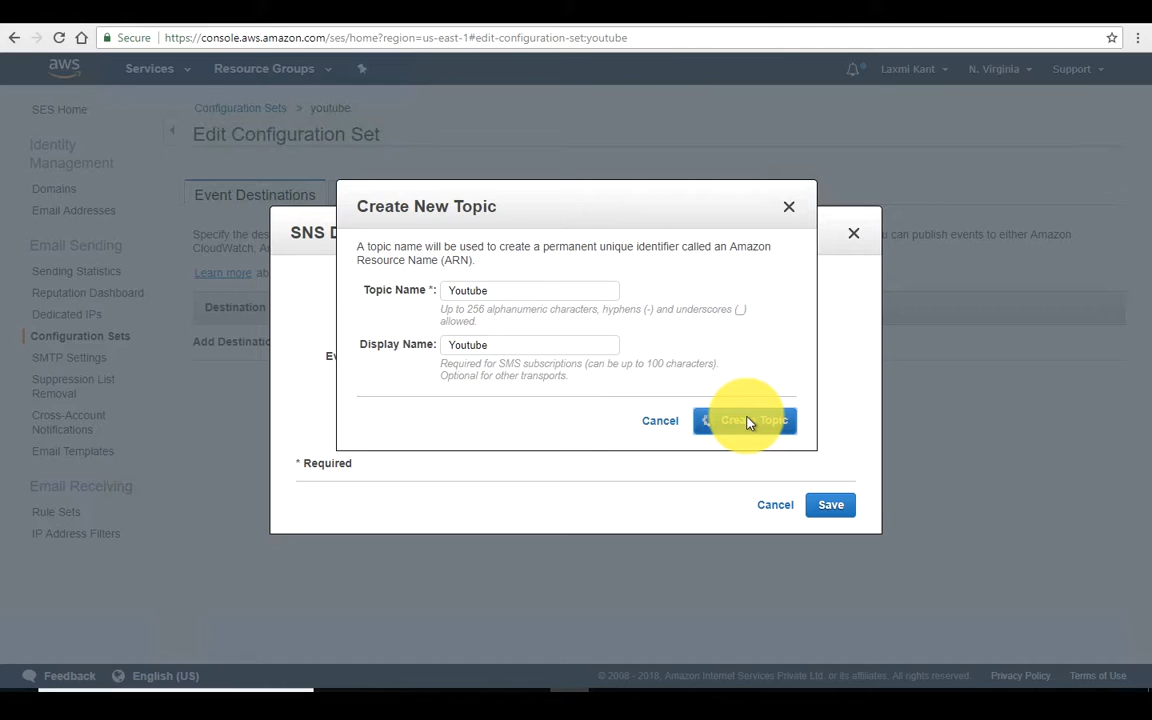 Secure https://console.aws.amazon.com/ses/home?region=us-east-1#edit-configuration-set:youtube
aws Services Resource Groups Laxmi Kant N. Virginia Support
SES Home
Identity
Management
Domains
Email Addresses
Email Sending
Sending Statistics
Reputation Dashboard
Dedicated IPs
Configuration Sets
SMTP Settings
Suppression List
Removal
Cross-Account
Notifications
Email Templates
Email Receiving
Rule Sets
IP Address Filters
Configuration Sets > youtube
Edit Configuration Set
Event Destinations
Specify the
CloudWatch,
can publish events to either Amazon
Learn more
Destination
Add
SNS
Create New Topic
A topic name will be used to create a permanent unique identifier called an Amazon
Resource Name (ARN).
Topic Name *: Youtube
Up to 256 alphanumeric characters, hyphens (-) and underscores (_)
allowed.
Display Name: Youtube
Required for SMS subscriptions (can be up to 100 characters).
Optional for other transports.
Cancel Create Topic
* Required
Cancel Save
Feedback English (US) © 2008 - 2018, Amazon Internet Services Private Ltd. or its affiliates. All rights reserved. Privacy Policy Terms of Use